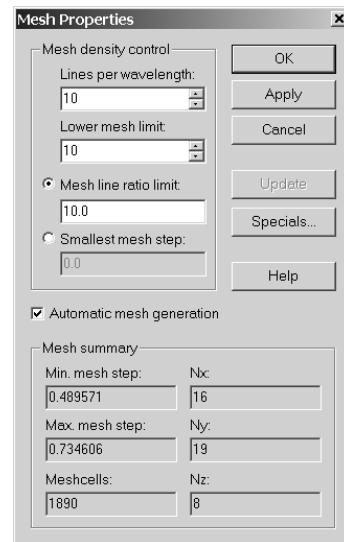 Mesh Properties
Mesh density control
Lines per wavelength:
10
Lower mesh limit:
10
Mesh line ratio limit:
10.0
Smallest mesh step:
0.0
OK
Apply
Cancel
Update
Specials...
Help
Automatic mesh generation
Mesh summary
Min. mesh step:
Nx:
0.489571
16
Max. mesh step:
Ny:
0.734606
19
Meshcells:
Nz:
1890
8